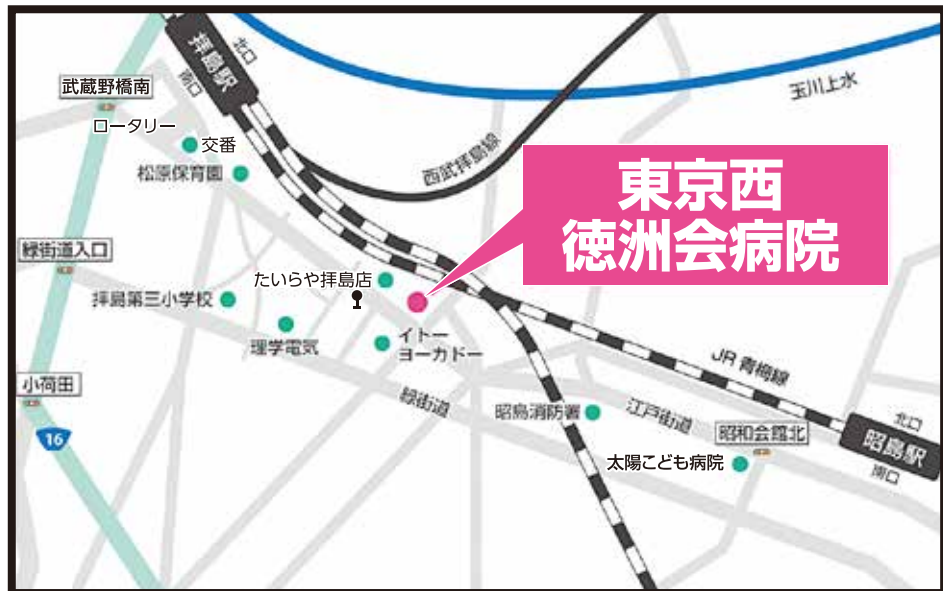 拝島駅
北口
南口
武蔵野橋南
ロータリー
交番
松原保育園
西武拝島線
玉川上水
東京西
徳洲会病院
緑街道入口
たいらや拝島店
拝島第三小学校
理学電気
イトー
ヨーカドー
JR青梅線
小荷田
緑街道
昭島消防署
江戸街道
昭和会館北
北口
昭島駅
南口
16
太陽こども病院